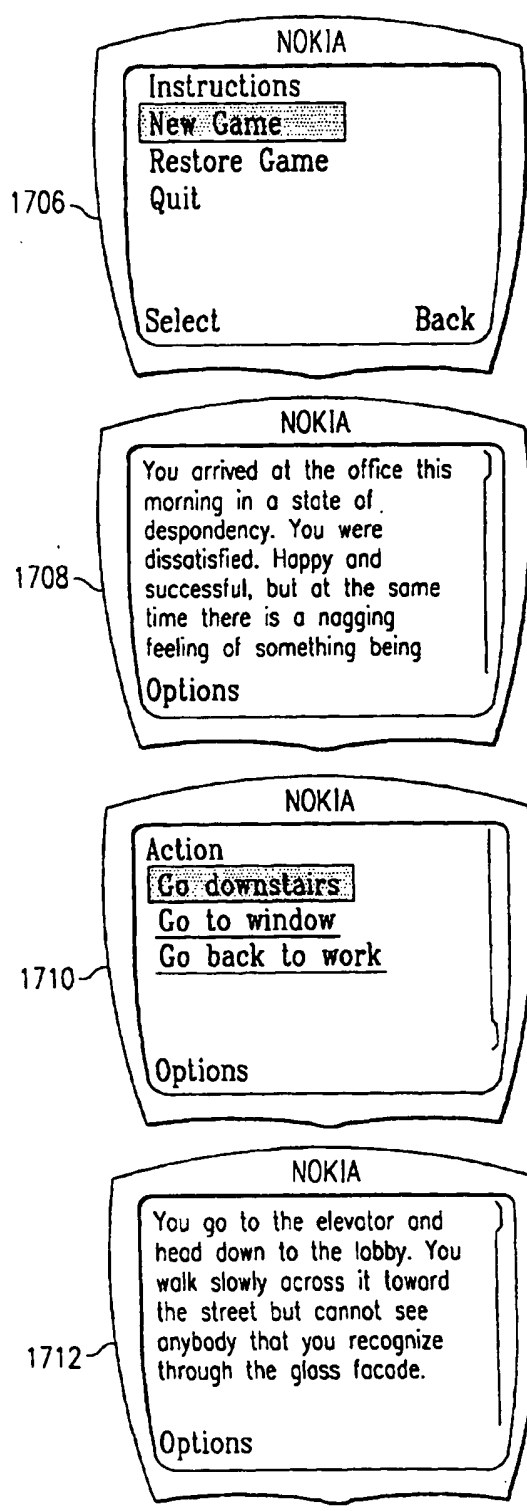 NOKIA
Instructions
New Game
Restore Game
Quit
1706
Select Back
NOKIA
You arrived at the office this
morning in a state of
despondency. You were
dissatisfied. Happy and
successful, but at the same
time there is a nagging
feeling of something being
1708
Options
NOKIA
Action
Go downstairs
Go to window
Go back to work
1710
Options
NOKIA
You go to the elevator and
head down to the lobby. You
walk slowly across it toward
the street but cannot see
anybody that you recognize
through the glass facade.
1712
Options